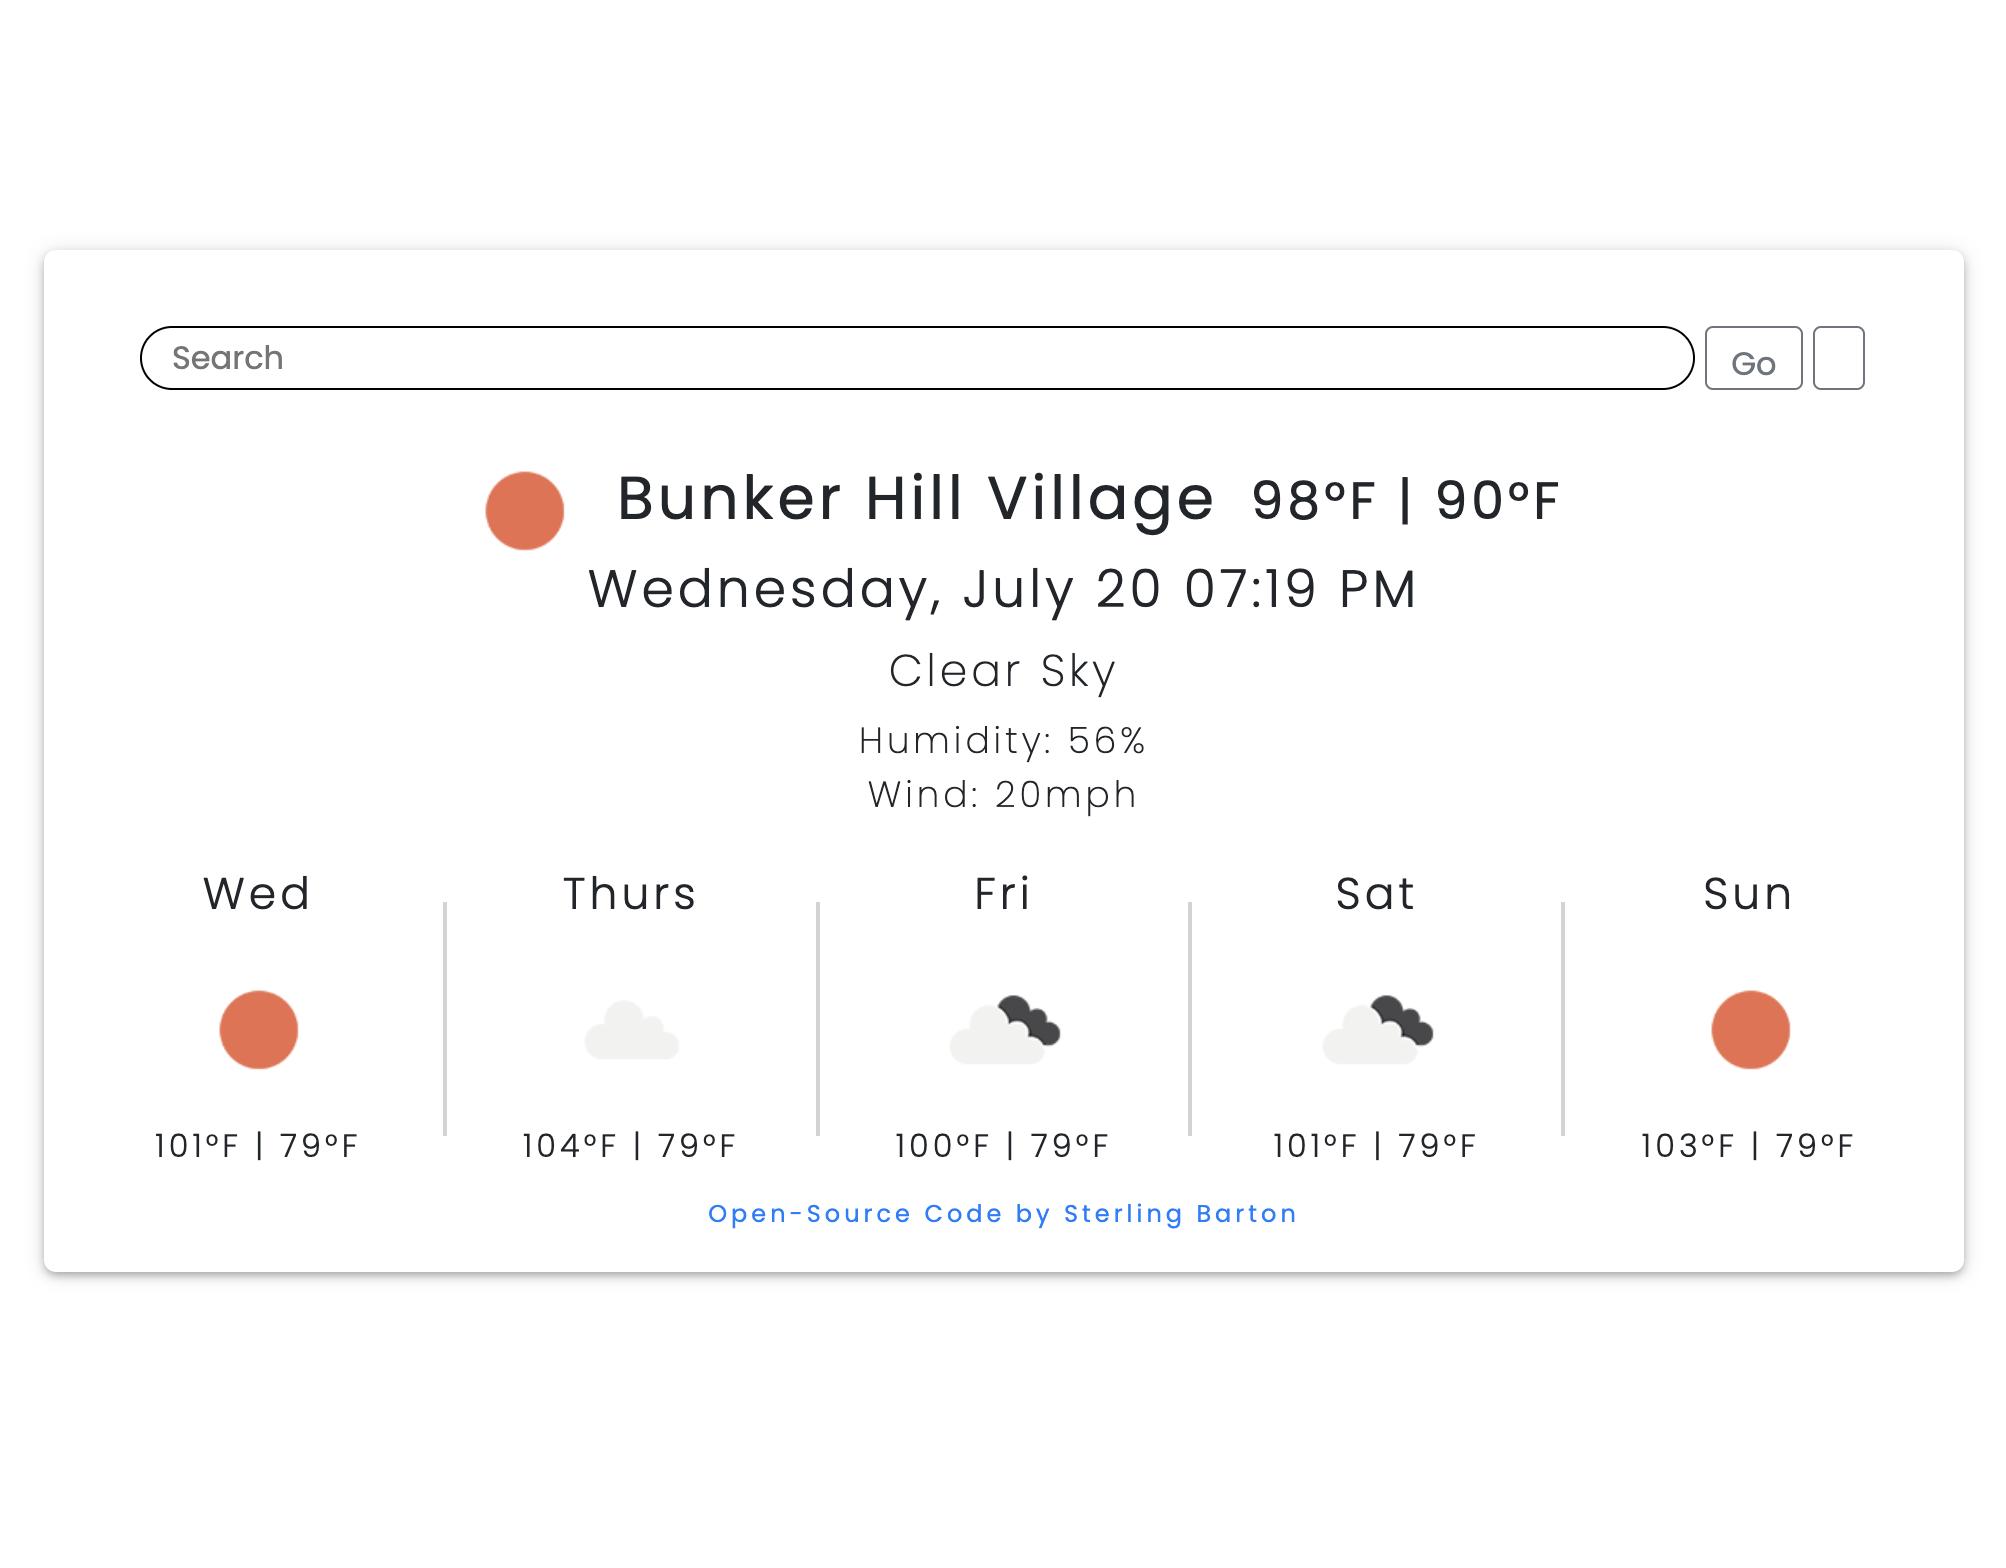 Search
Go
Bunker Hill Village 98°F | 90°F
Wednesday, July 20 07:19 PM
Clear Sky
Humidity: 56%
Wind: 20mph
Wed Thurs Fri Sat Sun
101°F | 79°F 104°F | 79°F 100°F | 79°F 101°F | 79°F 103°F | 79°F
Open-Source Code by Sterling Barton